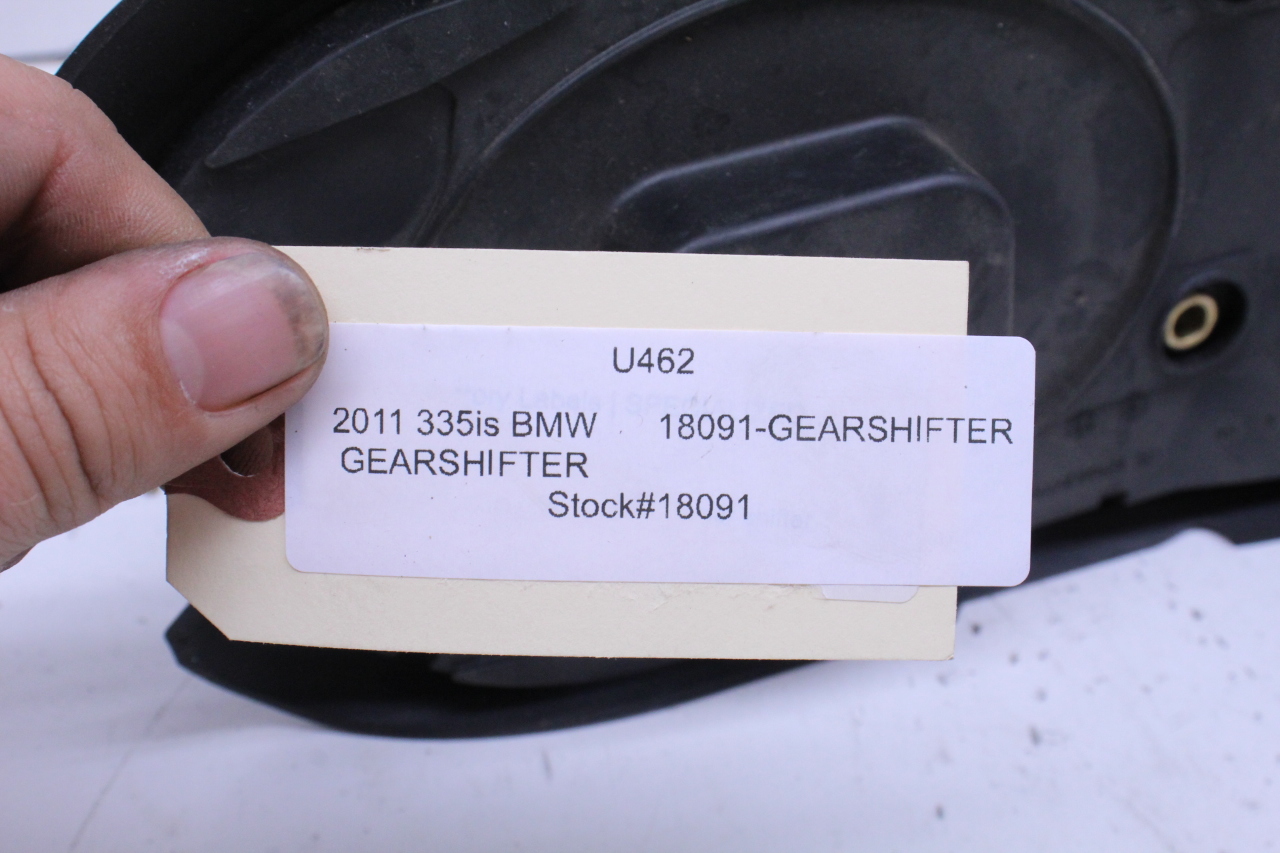 U462
2011 335is BMW 18091-GEARSHIFTER
GEARSHIFTER
Stock#18091